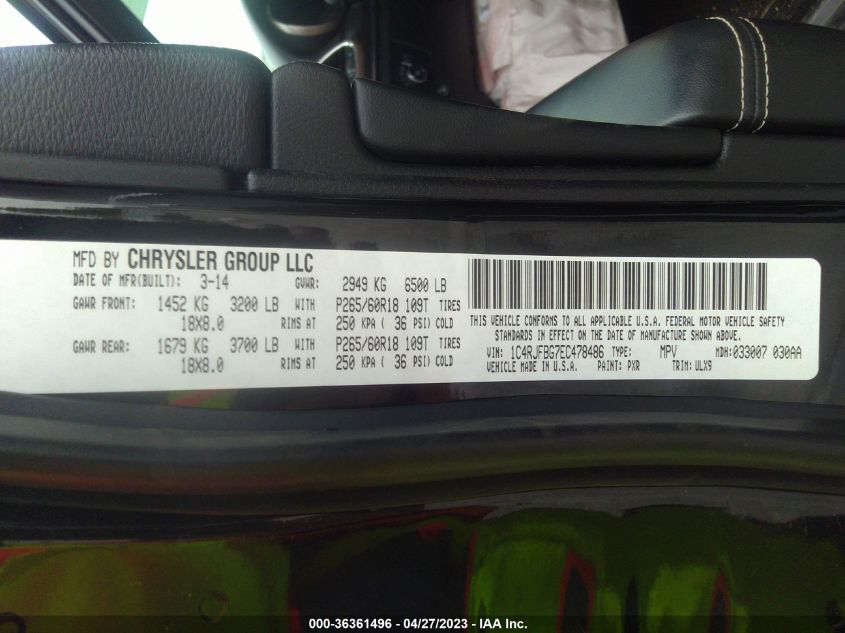 MFD BY CHRYSLER GROUP LLC
DATE OF MFR(BUILT): 3-14 GVWR: 2949 KG 6500 LB
GAWR FRONT: 1452 KG 3200 LB WITH P265/60R18 109T TIRES
18X8.0 RIMS AT 250 KPA ( 36 PSI) COLD
GAWR REAR: 1679 KG 3700 LB WITH P265/60R18 109T TIRES
18X8.0 RIMS AT 250 KPA ( 36 PSI) COLD
THIS VEHICLE CONFORMS TO ALL APPLICABLE U.S.A. FEDERAL MOTOR VEHICLE SAFETY
STANDARDS IN EFFECT ON THE DATE OF MANUFACTURE SHOWN ABOVE.
VIN: 1C4RJFBG7EC478486 TYPE: MPV MDH:033007 030AA
VEHICLE MADE IN U.S.A. PAINT: PXR TRIM: ULX9
000-36361496 - 04/27/2023 - IAA Inc.